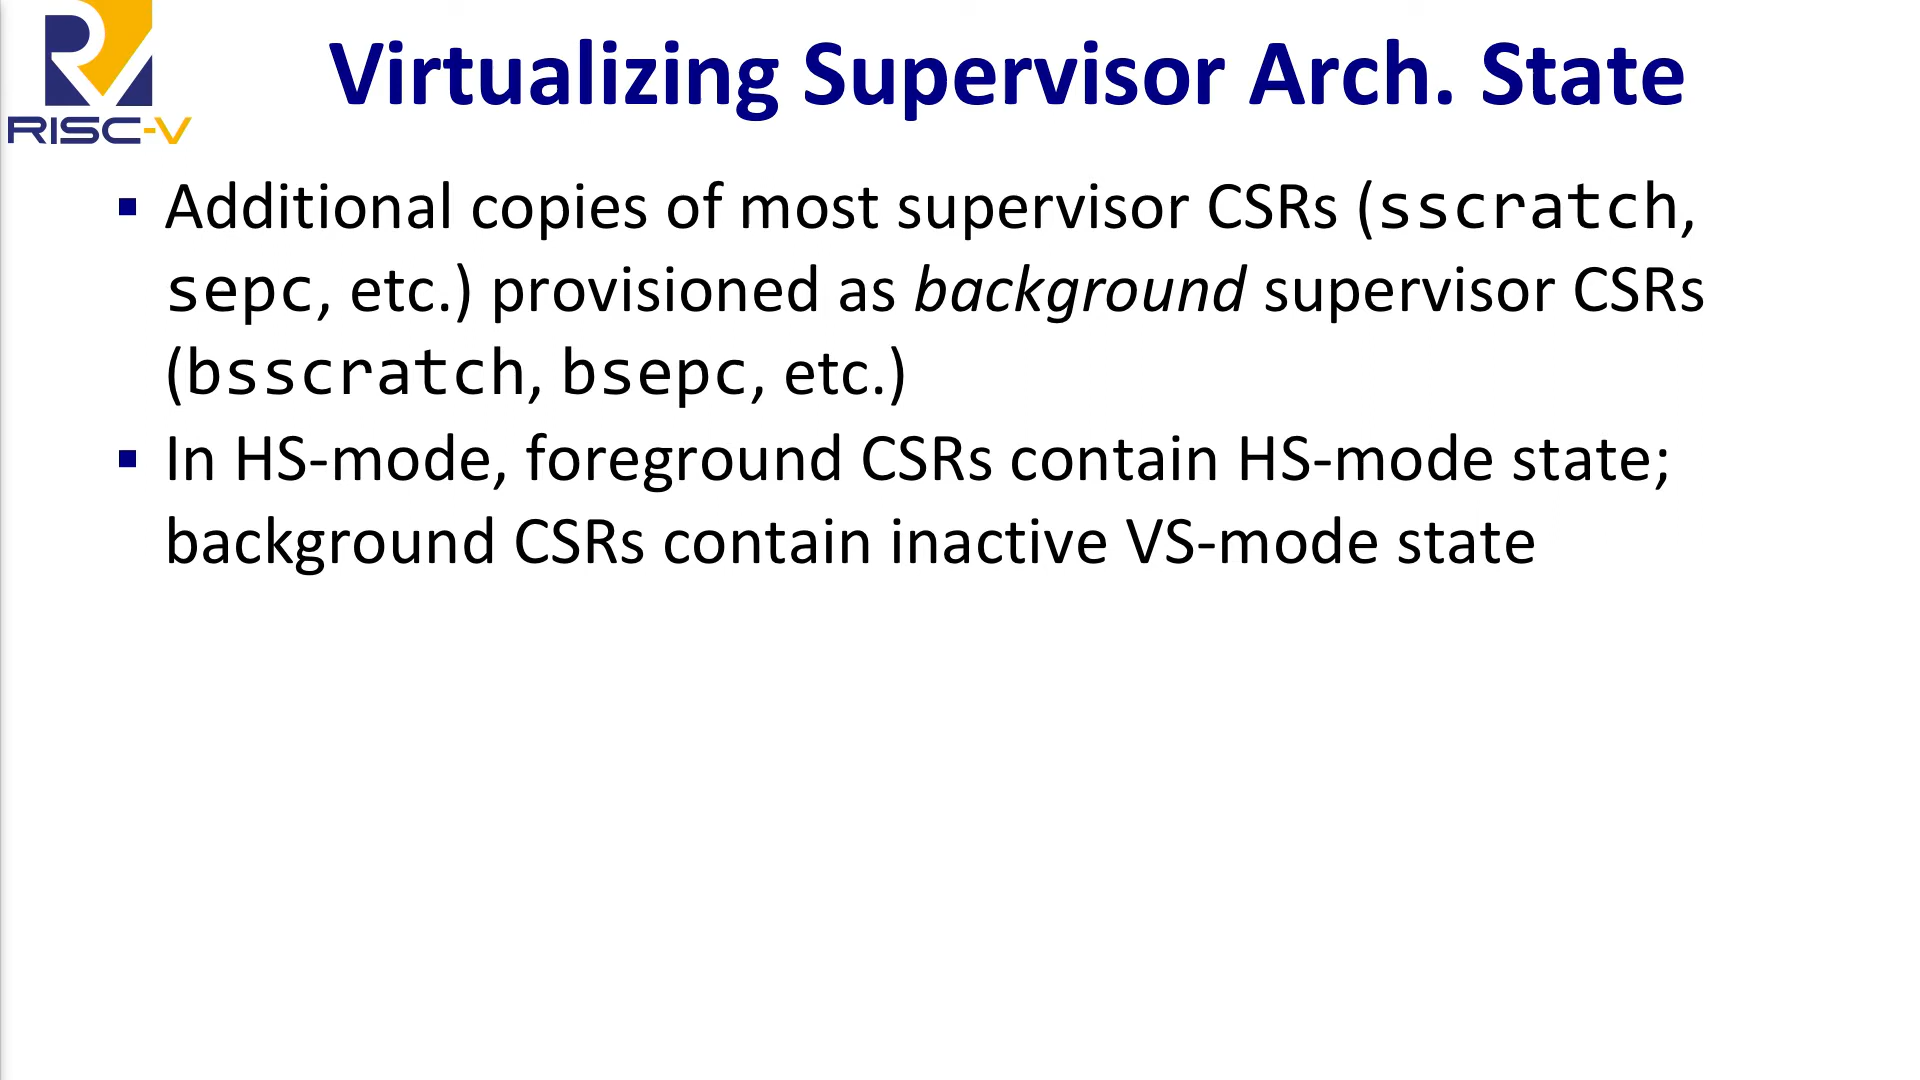 RISC-V
Virtualizing Supervisor Arch. State
▪ Additional copies of most supervisor CSRs (sscratch,
sepc, etc.) provisioned as background supervisor CSRs
(bsscratch, bsepc, etc.)
▪ In HS-mode, foreground CSRs contain HS-mode state;
background CSRs contain inactive VS-mode state